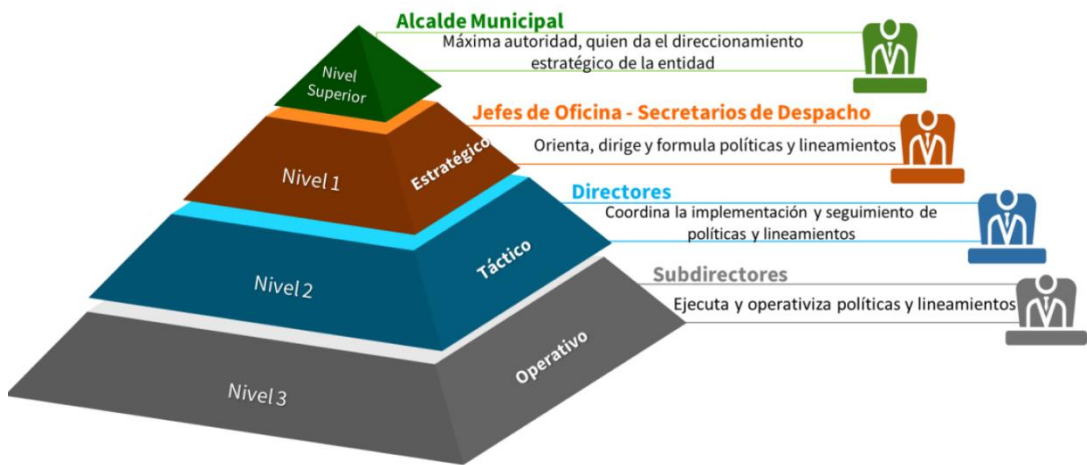 Alcalde Municipal
Máxima autoridad, quien da el direccionamiento
estratégico de la entidad
Nivel
Superior
Jefes de Oficina - Secretarios de Despacho
Orienta, dirige y formula políticas y lineamientos
Nivel 1
Estratégico
Directores
Coordina la implementación y seguimiento de
políticas y lineamientos
Nivel 2
Táctico
Subdirectores
Ejecuta y operativiza políticas y lineamientos
Nivel 3
Operativo